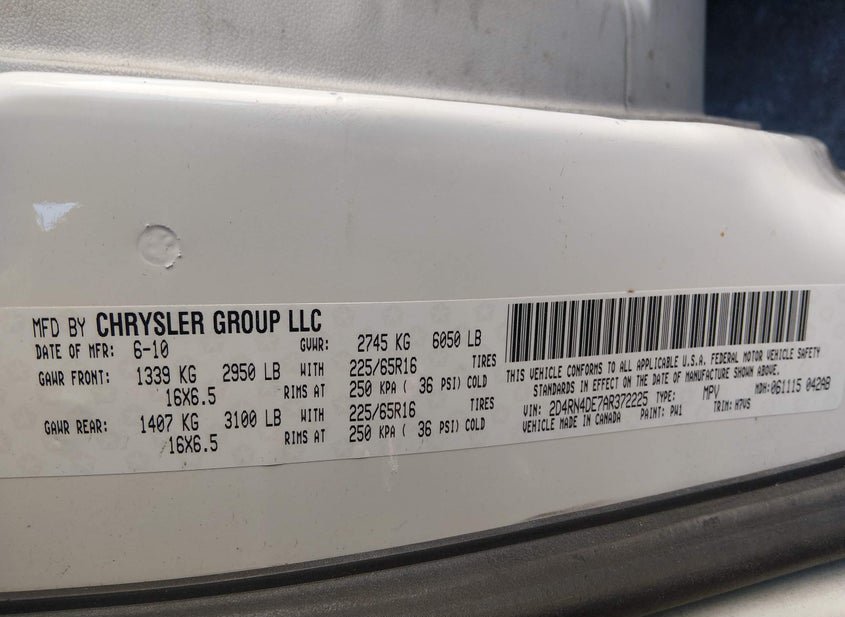 MFD BY CHRYSLER GROUP LLC
DATE OF MFR: 6-10 GVWR: 2745 KG 6050 LB
GAWR FRONT: 1339 KG 2950 LB WITH 225/65R16 TIRES
16X6.5 RIMS AT 250 KPA ( 36 PSI) COLD
GAWR REAR: 1407 KG 3100 LB WITH 225/65R16 TIRES
16X6.5 RIMS AT 250 KPA ( 36 PSI) COLD
THIS VEHICLE CONFORMS TO ALL APPLICABLE U.S.A. FEDERAL MOTOR VEHICLE SAFETY
STANDARDS IN EFFECT ON THE DATE OF MANUFACTURE SHOWN ABOVE.
VIN: 2D4RN4DE7AR372225 TYPE: MPV MDH: 061115 042AB
VEHICLE MADE IN CANADA PAINT: PW1 TRIM: H7VS